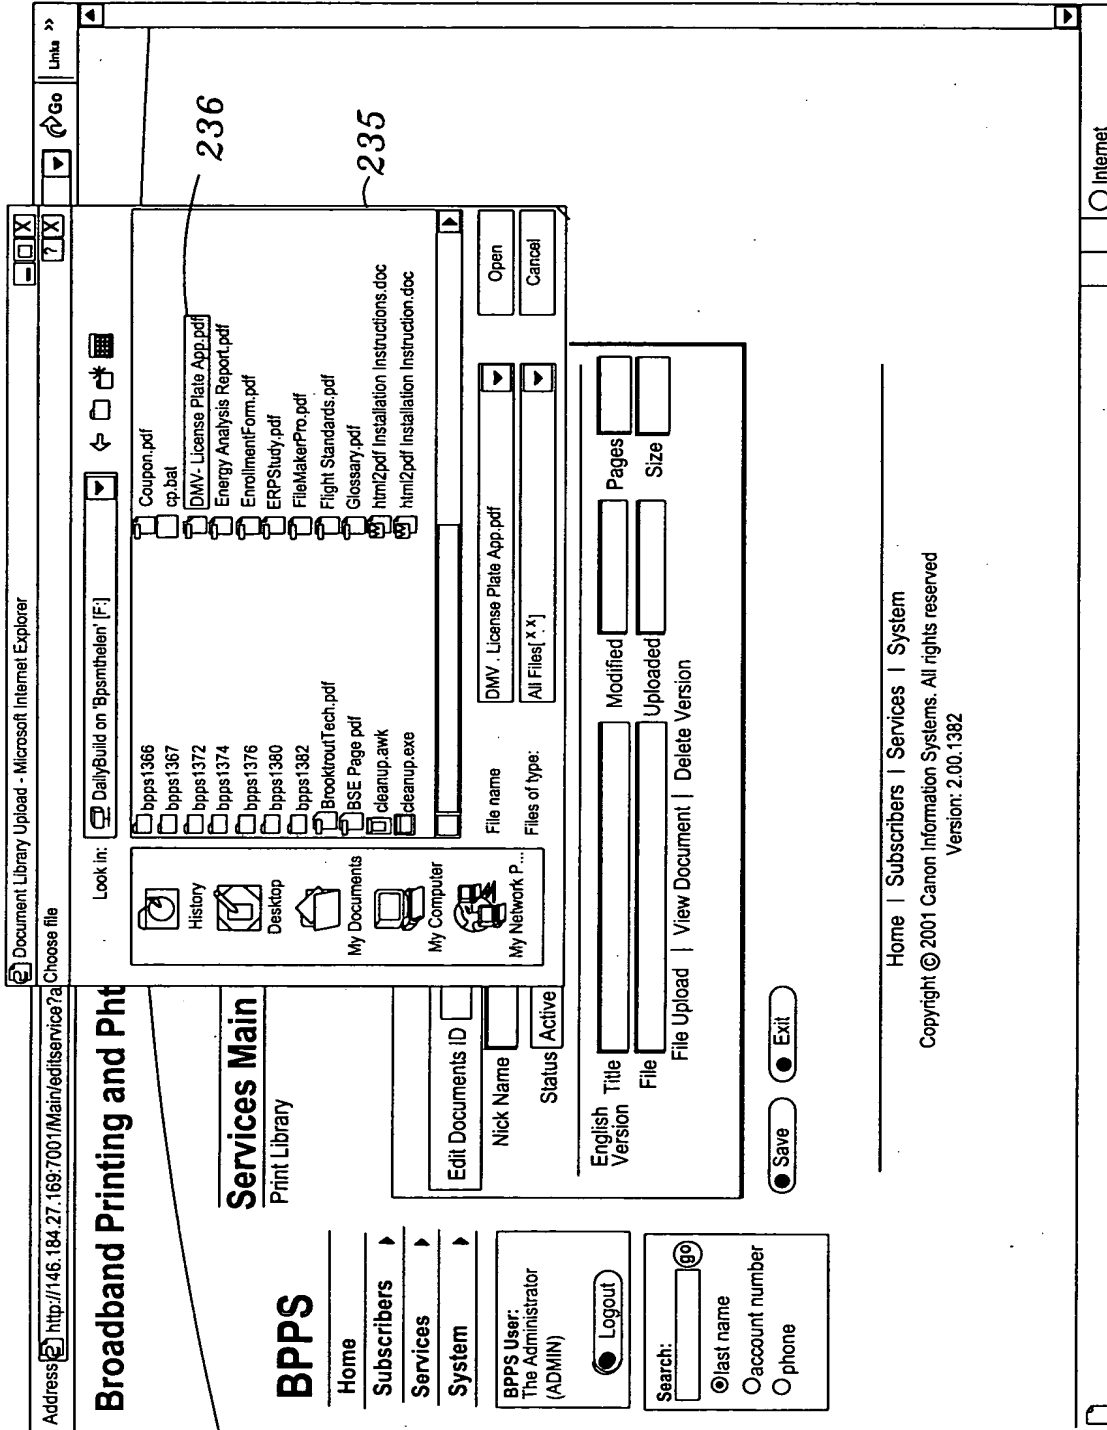 Document Library Upload - Microsoft Internet Explorer
Address http://146.184.27.169:7001/Main/editservice?a
Go
Links »
Choose file
? X
Look in:
DailyBuild on 'Bpsmthelen' [F:]
History
Desktop
My Documents
My Computer
My Network P...
bpps1366
bpps1367
bpps1372
bpps1374
bpps1376
bpps1380
bpps1382
BrooktroutTech.pdf
BSE Page pdf
cleanup.awk
cleanup.exe
Coupon.pdf
cp.bat
DMV- License Plate App.pdf
Energy Analysis Report.pdf
EnrollmentForm.pdf
ERPStudy.pdf
FileMakerPro.pdf
Flight Standards.pdf
Glossary.pdf
html2pdf Installation Instructions.doc
html2pdf Installation Instruction.doc
File name
DMV . License Plate App.pdf
Open
Files of type:
All Files[ X.X ]
Cancel
236
235
Broadband Printing and Pht
BPPS
Home
Subscribers
Services
System
BPPS User:
The Administrator
(ADMIN)
Logout
Search:
go
last name
account number
phone
Services Main
Print Library
Edit Documents ID
Nick Name
Status Active
English
Version
Title
Modified
Pages
File
Uploaded
Size
File Upload | View Document | Delete Version
Save
Exit
Home | Subscribers | Services | System
Copyright © 2001 Canon Information Systems. All rights reserved
Version: 2.00.1382
Internet